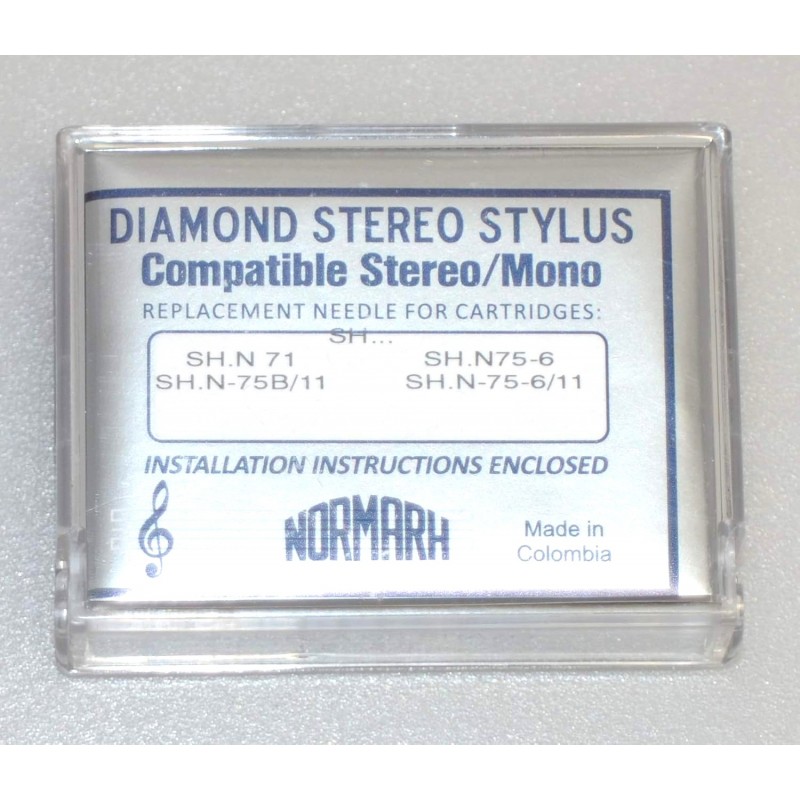 DIAMOND STEREO STYLUS
Compatible Stereo/Mono
REPLACEMENT NEEDLE FOR CARTRIDGES:
SH...
SH.N 71 SH.N75-6
SH.N-75B/11 SH.N-75-6/11
INSTALLATION INSTRUCTIONS ENCLOSED
NORMARH
Made in
Colombia